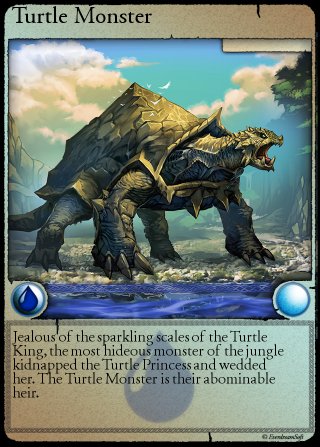 Turtle Monster
Jealous of the sparkling scales of the Turtle
King, the most hideous monster of the jungle
kidnapped the Turtle Princess and wedded
her. The Turtle Monster is their abominable
heir.
© EverdreamSoft